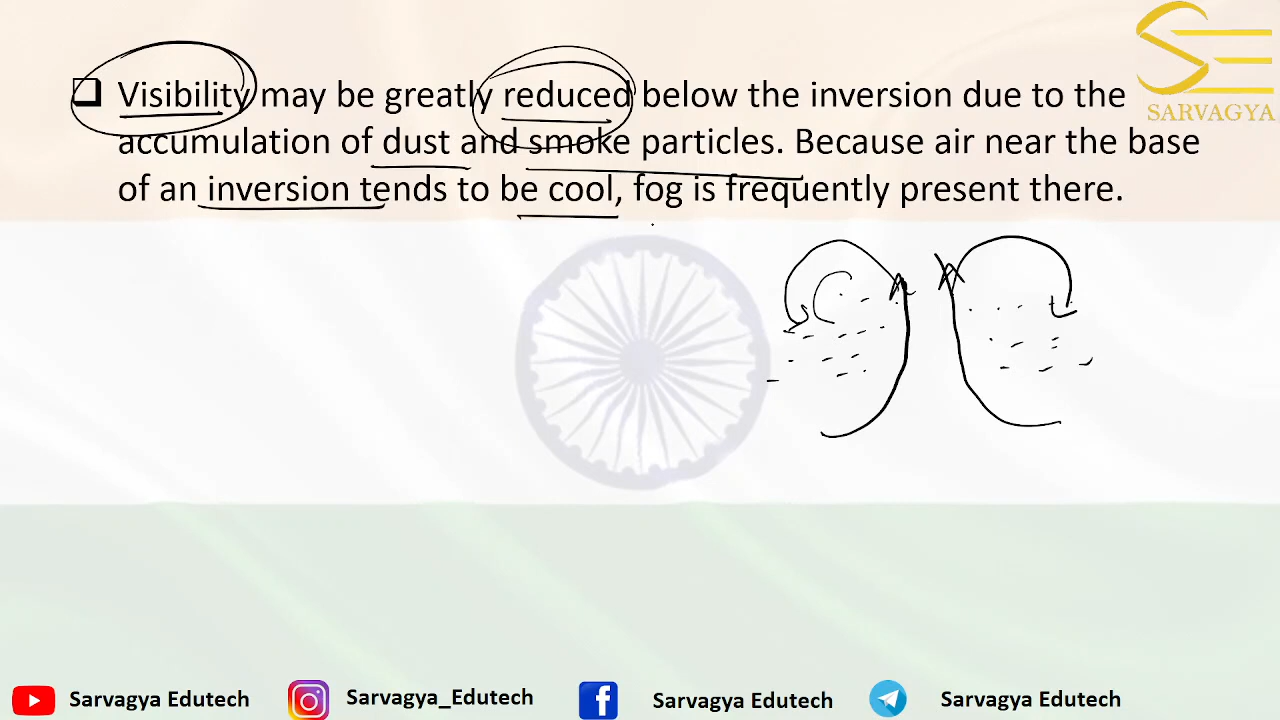 SARVAGYA
Visibility may be greatly reduced below the inversion due to the
accumulation of dust and smoke particles. Because air near the base
of an inversion tends to be cool, fog is frequently present there.
Sarvagya Edutech
Sarvagya_Edutech
Sarvagya Edutech
Sarvagya Edutech